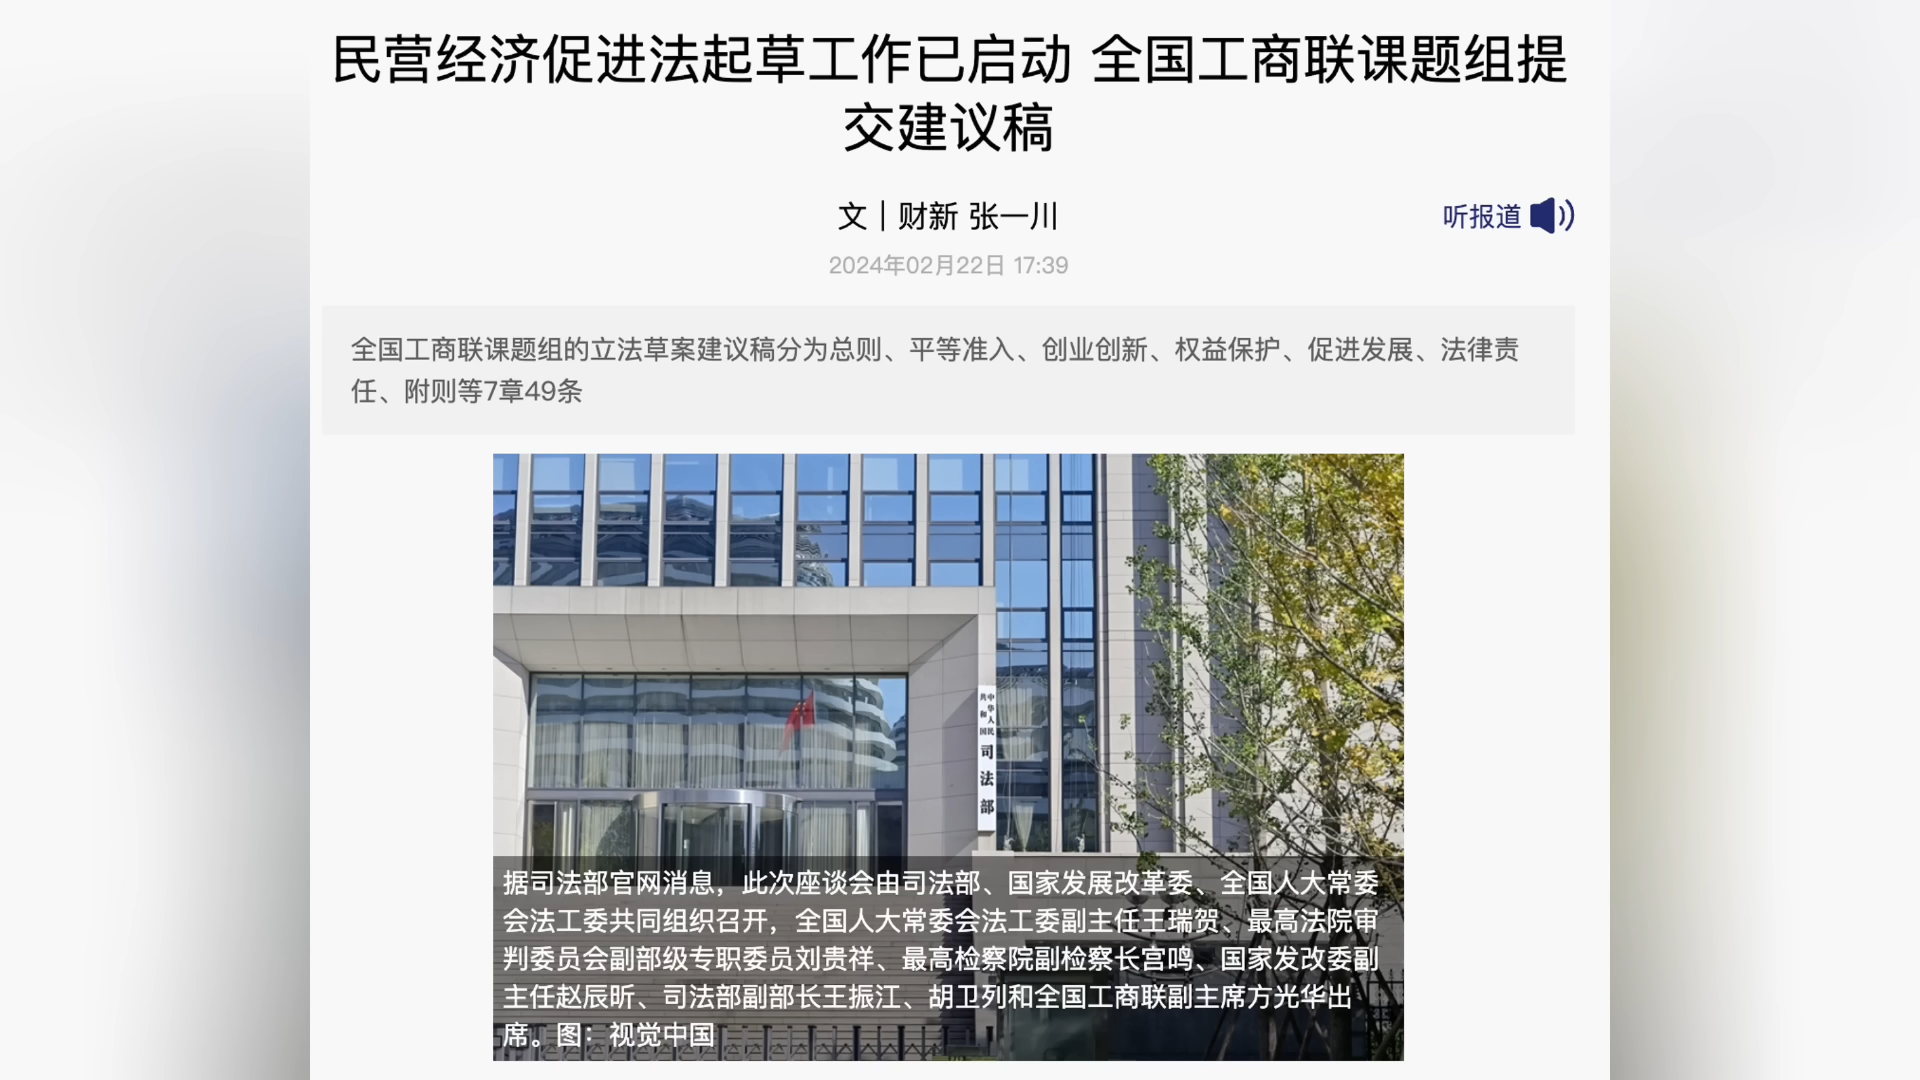 民营经济促进法起草工作已启动 全国工商联课题组提
交建议稿
文｜财新 张一川
听报道
2024年02月22日 17:39
全国工商联课题组的立法草案建议稿分为总则、平等准入、创业创新、权益保护、促进发展、法律责
任、附则等7章49条
中华人民
共和国
司法部
据司法部官网消息，此次座谈会由司法部、国家发展改革委、全国人大常委
会法工委共同组织召开，全国人大常委会法工委副主任王瑞贺、最高法院审
判委员会副部级专职委员刘贵祥、最高检察院副检察长宫鸣、国家发改委副
主任赵辰昕、司法部副部长王振江、胡卫列和全国工商联副主席方光华出
席。图：视觉中国